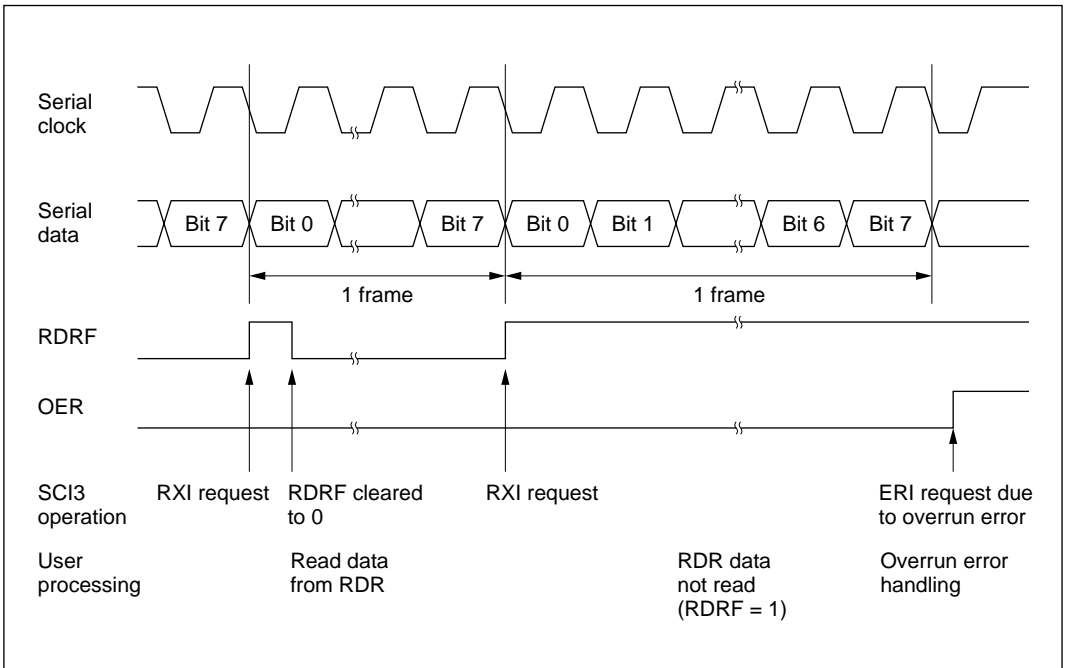 Serial
clock
Serial
data
Bit 7 Bit 0 Bit 7 Bit 0 Bit 1 Bit 6 Bit 7
1 frame 1 frame
RDRF
OER
SCI3
operation
RXI request
RDRF cleared
to 0
RXI request
ERI request due
to overrun error
User
processing
Read data
from RDR
RDR data
not read
(RDRF = 1)
Overrun error
handling